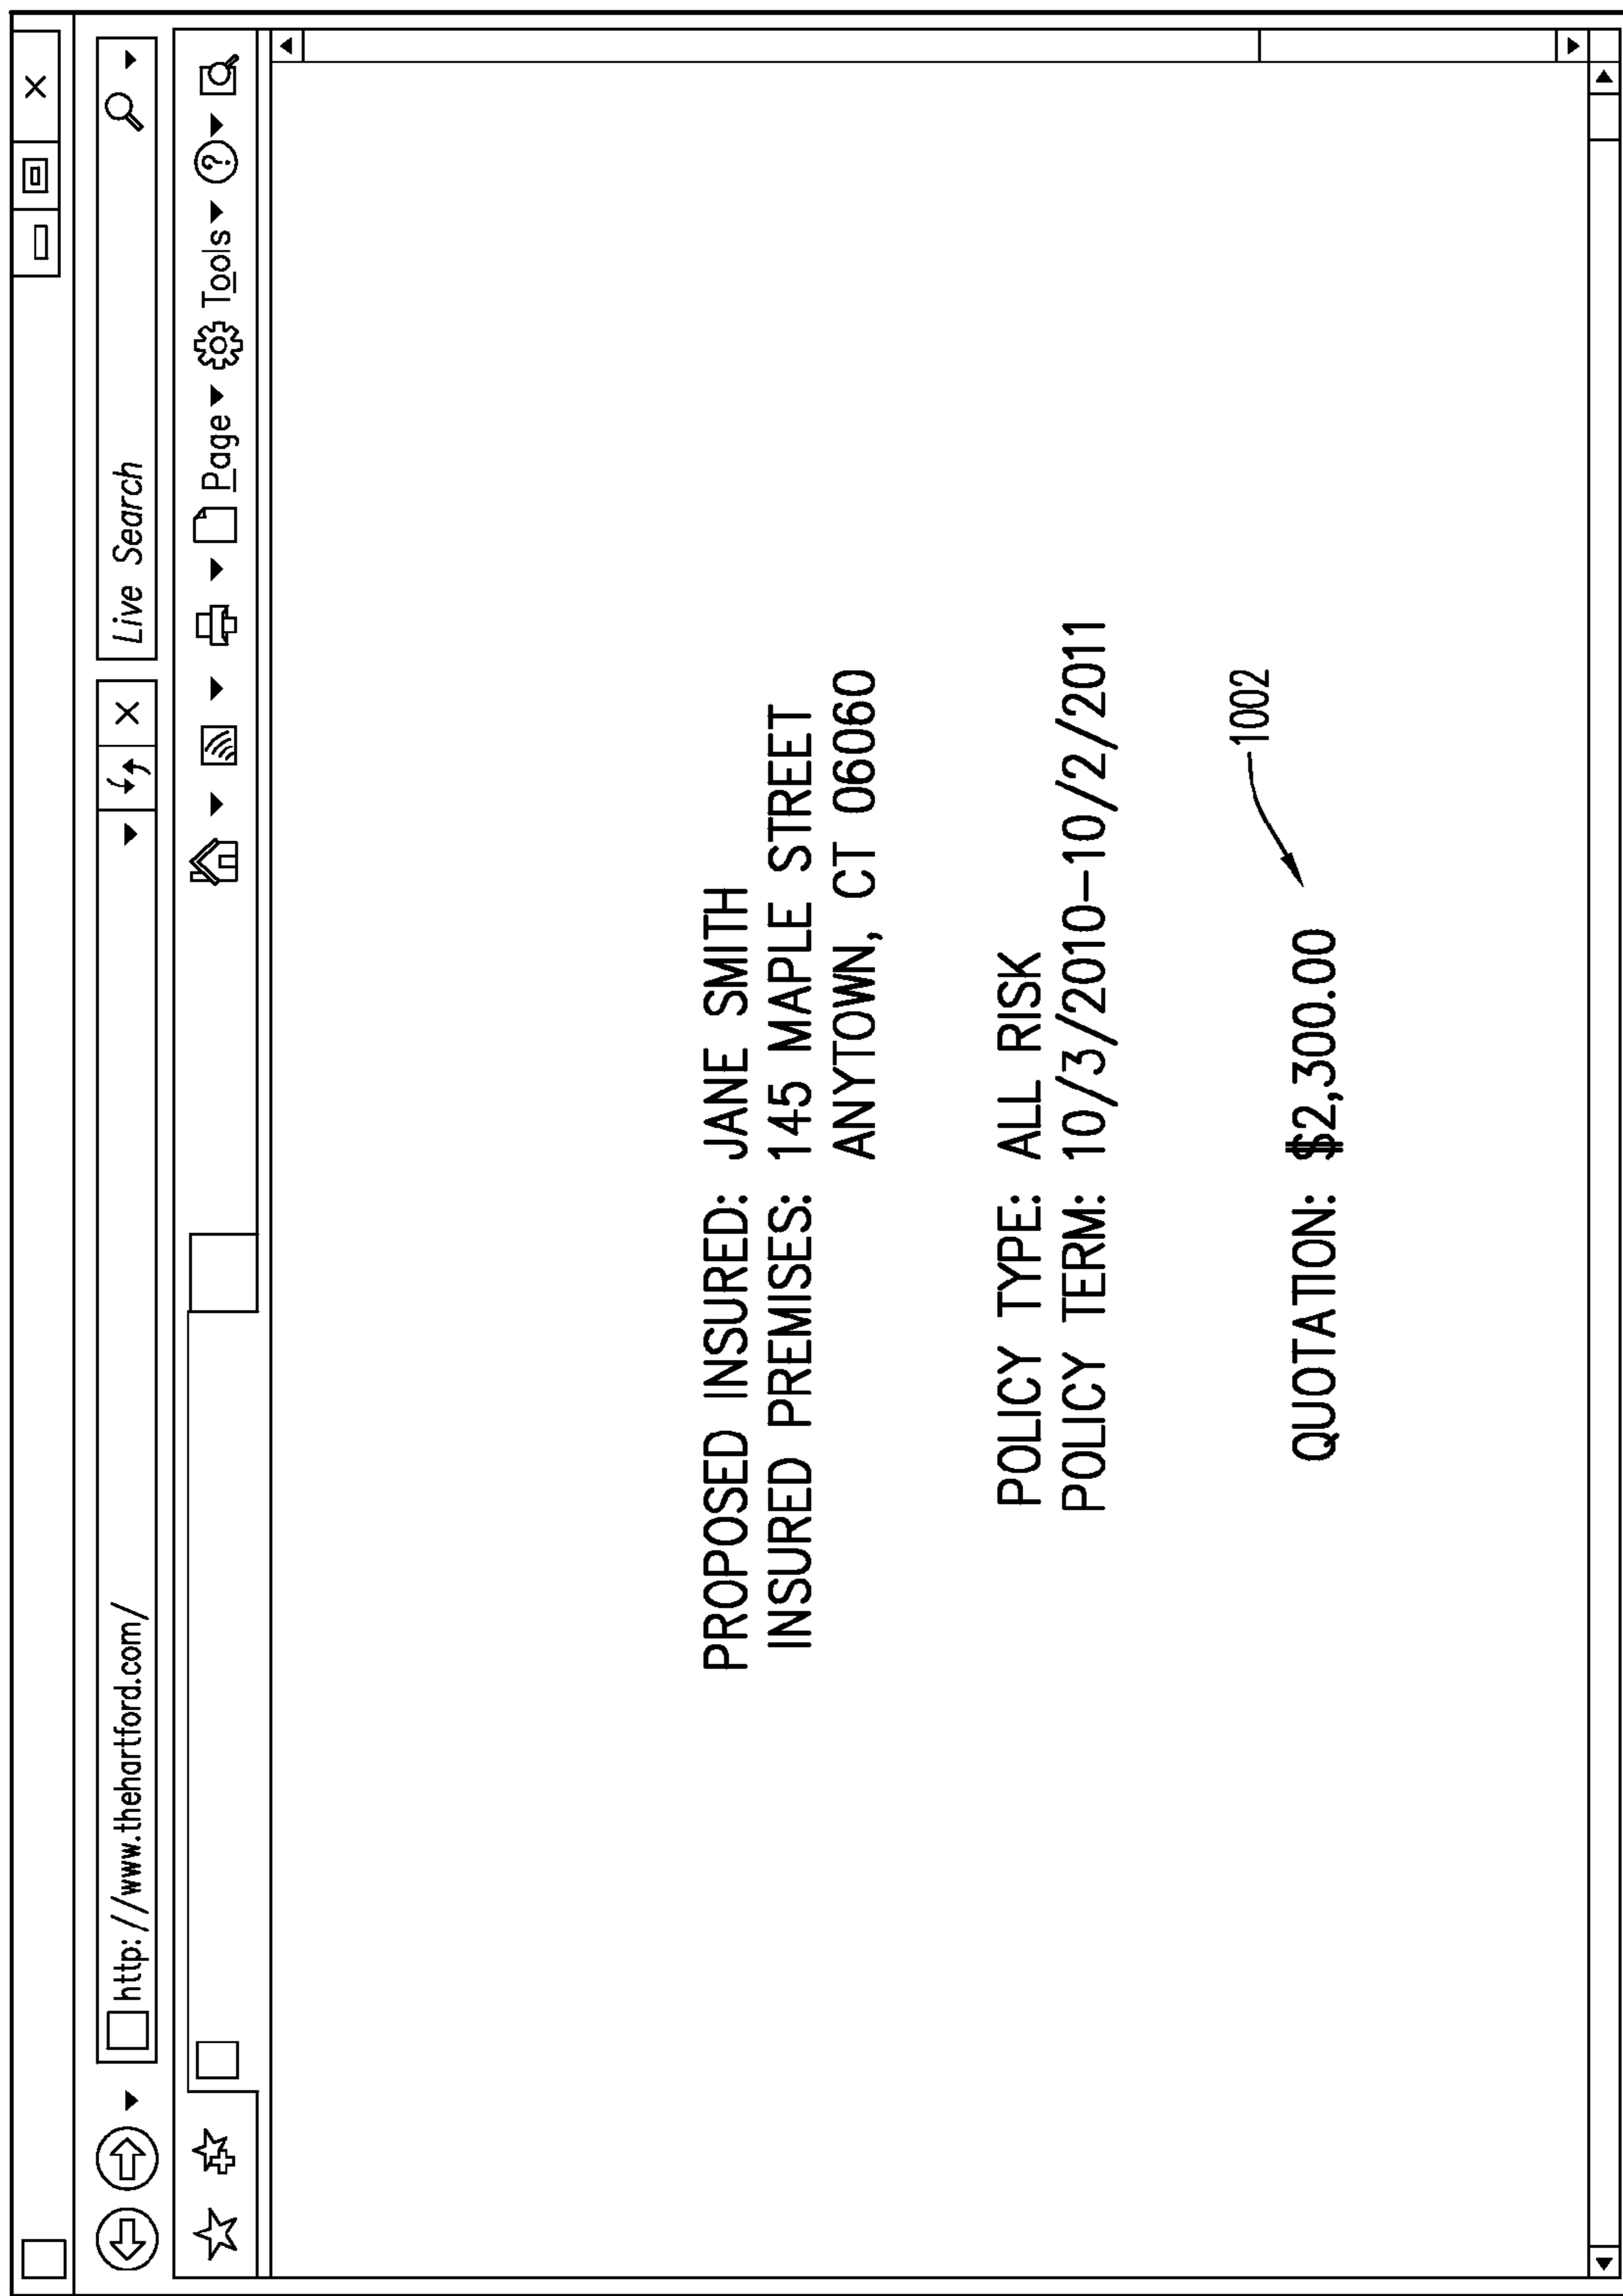 http://www.thehartford.com/
Live Search
Page
Tools
PROPOSED INSURED: JANE SMITH
INSURED PREMISES: 145 MAPLE STREET
ANYTOWN, CT 06060
POLICY TYPE: ALL RISK
POLICY TERM: 10/3/2010-10/2/2011
1002
QUOTATION: $2,300.00